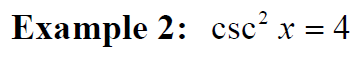 Example 2: csc² x = 4